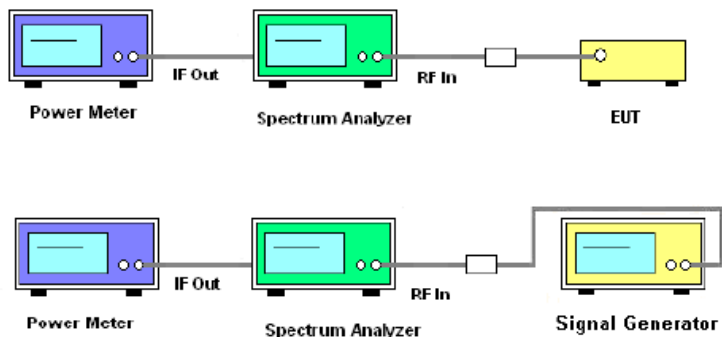 IF Out
RF In
Power Meter
Spectrum Analyzer
EUT
IF Out
RF In
Power Meter
Spectrum Analyzer
Signal Generator